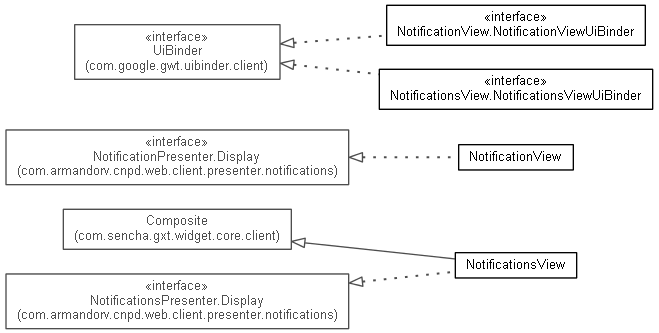 «interface»
UiBinder
(com.google.gwt.uibinder.client)
«interface»
NotificationView.NotificationViewUiBinder
«interface»
NotificationsView.NotificationsViewUiBinder
«interface»
NotificationPresenter.Display
(com.armandorv.cnpd.web.client.presenter.notifications)
NotificationView
Composite
(com.sencha.gxt.widget.core.client)
NotificationsView
«interface»
NotificationsPresenter.Display
(com.armandorv.cnpd.web.client.presenter.notifications)